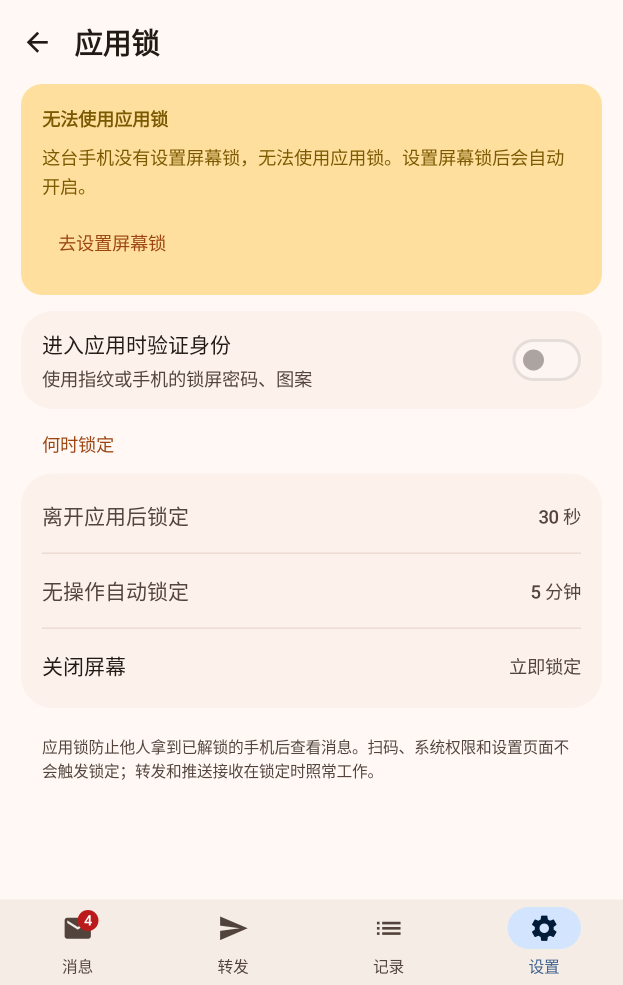 应用锁
无法使用应用锁
这台手机没有设置屏幕锁，无法使用应用锁。设置屏幕锁后会自动
开启。
去设置屏幕锁
进入应用时验证身份
使用指纹或手机的锁屏密码、图案
何时锁定
离开应用后锁定 30 秒
无操作自动锁定 5 分钟
关闭屏幕 立即锁定
应用锁防止他人拿到已解锁的手机后查看消息。扫码、系统权限和设置页面不
会触发锁定；转发和推送接收在锁定时照常工作。
4
消息 转发 记录 设置